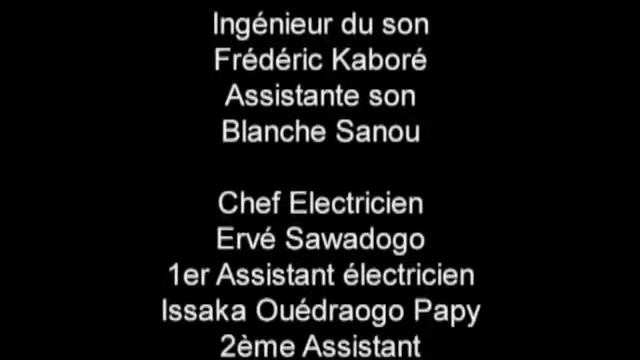 Ingénieur du son
Frédéric Kaboré
Assistante son
Blanche Sanou
Chef Electricien
Ervé Sawadogo
1er Assistant électricien
Issaka Ouédraogo Papy
2ème Assistant